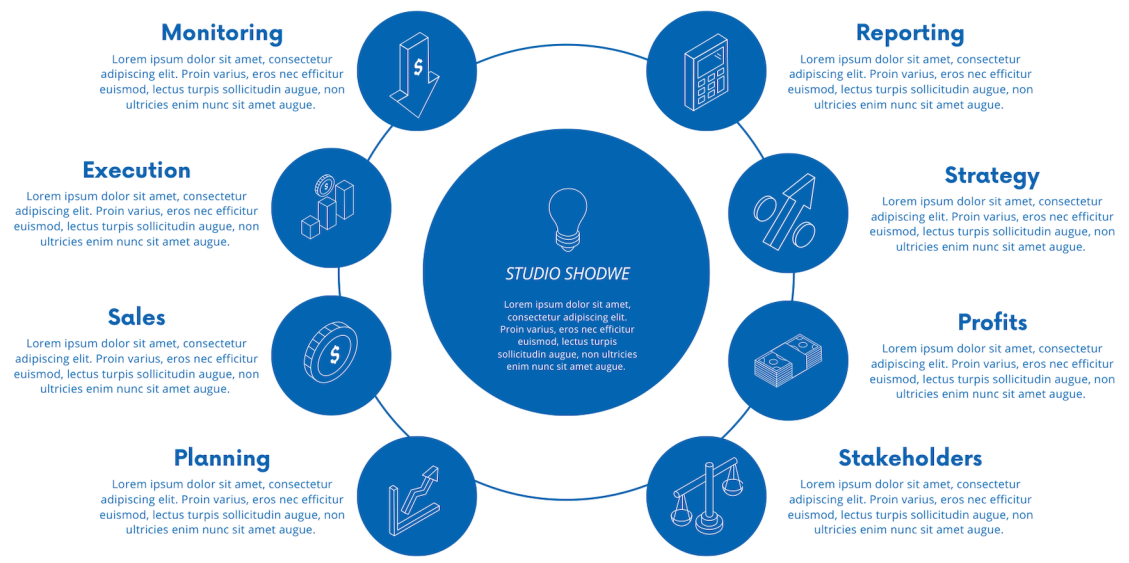 Monitoring
Lorem ipsum dolor sit amet, consectetur
adipiscing elit. Proin varius, eros nec efficitur
euismod, lectus turpis sollicitudin augue, non
ultricies enim nunc sit amet augue.
$
Reporting
Lorem ipsum dolor sit amet, consectetur
adipiscing elit. Proin varius, eros nec efficitur
euismod, lectus turpis sollicitudin augue, non
ultricies enim nunc sit amet augue.
Execution
Lorem ipsum dolor sit amet, consectetur
adipiscing elit. Proin varius, eros nec efficitur
euismod, lectus turpis sollicitudin augue, non
ultricies enim nunc sit amet augue.
$
Strategy
Lorem ipsum dolor sit amet, consectetur
adipiscing elit. Proin varius, eros nec efficitur
euismod, lectus turpis sollicitudin augue, non
ultricies enim nunc sit amet augue.
STUDIO SHODWE
Lorem ipsum dolor sit amet,
consectetur adipiscing elit.
Proin varius, eros nec efficitur
euismod, lectus turpis
sollicitudin augue, non ultricies
enim nunc sit amet augue.
Sales
Lorem ipsum dolor sit amet, consectetur
adipiscing elit. Proin varius, eros nec efficitur
euismod, lectus turpis sollicitudin augue, non
ultricies enim nunc sit amet augue.
$
Profits
Lorem ipsum dolor sit amet, consectetur
adipiscing elit. Proin varius, eros nec efficitur
euismod, lectus turpis sollicitudin augue, non
ultricies enim nunc sit amet augue.
Planning
Lorem ipsum dolor sit amet, consectetur
adipiscing elit. Proin varius, eros nec efficitur
euismod, lectus turpis sollicitudin augue, non
ultricies enim nunc sit amet augue.
Stakeholders
Lorem ipsum dolor sit amet, consectetur
adipiscing elit. Proin varius, eros nec efficitur
euismod, lectus turpis sollicitudin augue, non
ultricies enim nunc sit amet augue.